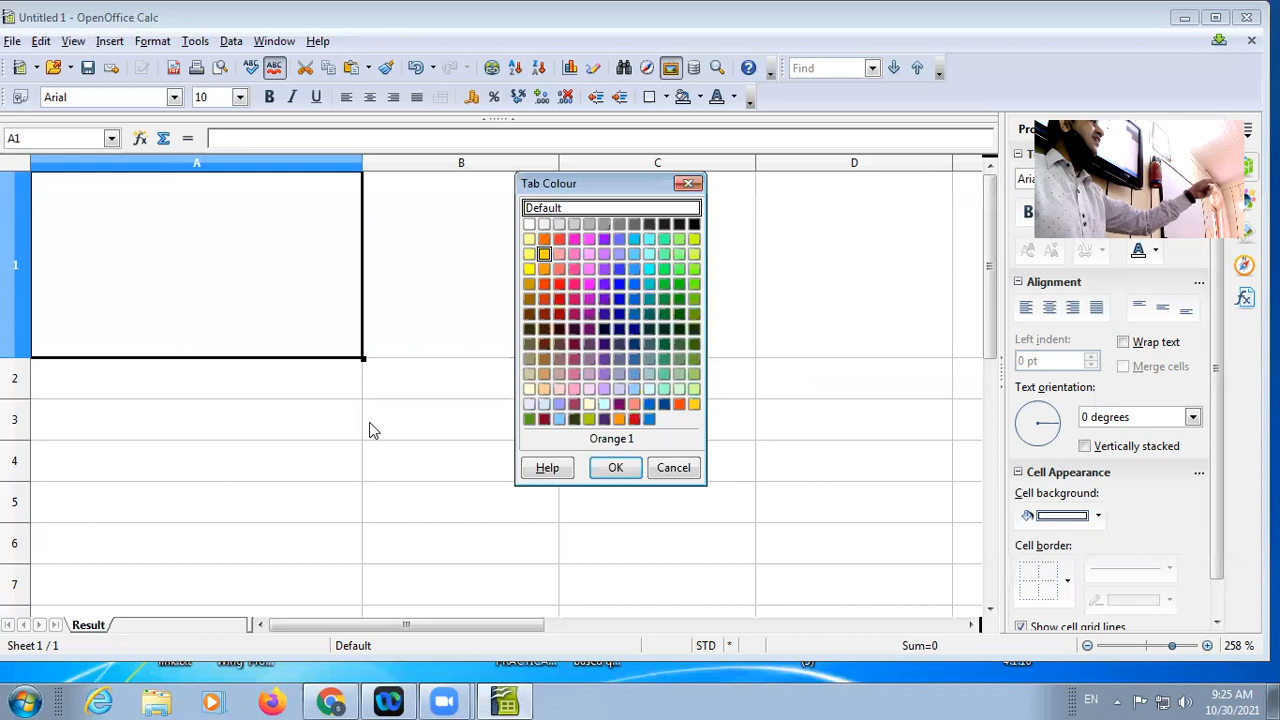 Untitled 1 - OpenOffice Calc
File Edit View Insert Format Tools Data Window Help
ABC ABC Find
Arial 10 B I U
A1
A B C D
1
2
3
4
5
6
7
Tab Colour
Default
Orange 1
Help OK Cancel
Alignment
Left indent:
Wrap text
0 pt
Merge cells
Text orientation:
0 degrees
Vertically stacked
Cell Appearance
Cell background:
Cell border:
Show cell grid lines
Result
Sheet 1 / 1 Default STD * Sum=0 258 %
EN
9:25 AM
10/30/2021